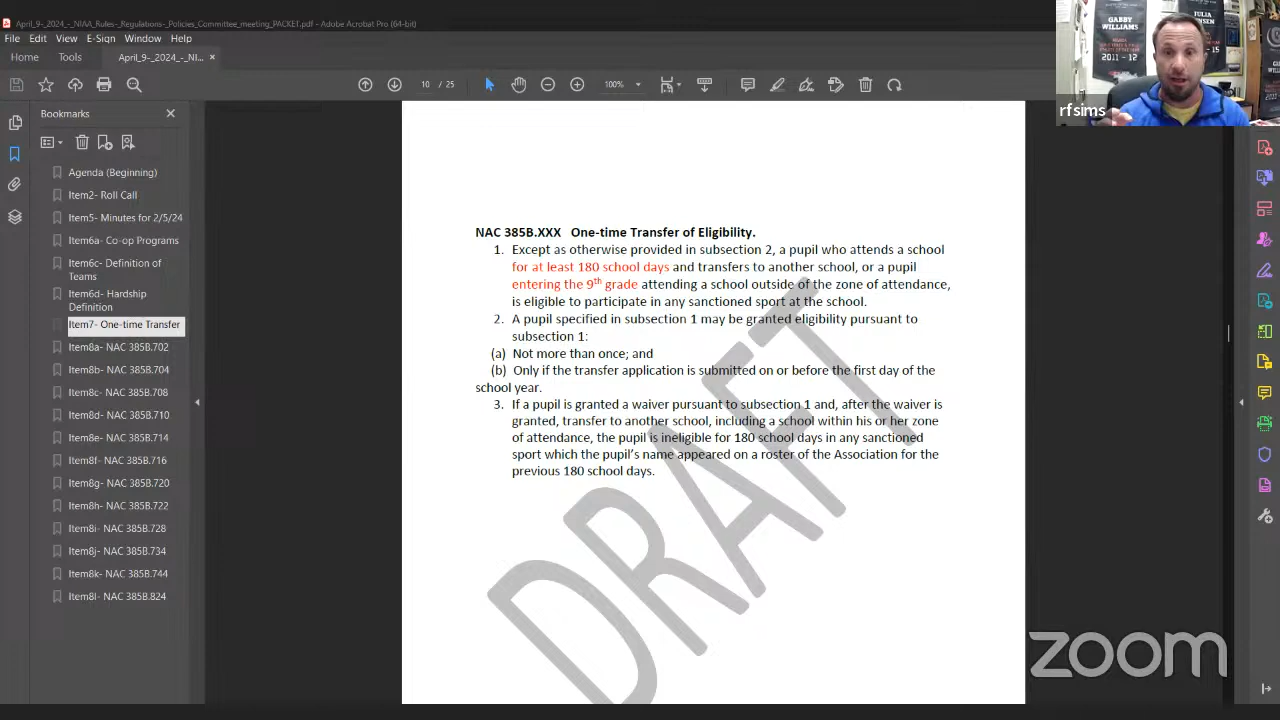 April_9-_2024_-_NIAA_Rules-_Regulations-_Policies_Committee_meeting_PACKET.pdf - Adobe Acrobat Pro (64-bit)
File Edit View E-Sign Window Help
Home Tools April_9-_2024_-_NI... ×
10 / 25 100%
Bookmarks
Agenda (Beginning)
Item2- Roll Call
Item5- Minutes for 2/5/24
Item6a- Co-op Programs
Item6c- Definition of
Teams
Item6d- Hardship
Definition
Item7- One-time Transfer
Item8a- NAC 385B.702
Item8b- NAC 385B.704
Item8c- NAC 385B.708
Item8d- NAC 385B.710
Item8e- NAC 385B.714
Item8f- NAC 385B.716
Item8g- NAC 385B.720
Item8h- NAC 385B.722
Item8i- NAC 385B.728
Item8j- NAC 385B.734
Item8k- NAC 385B.744
Item8l- NAC 385B.824
NAC 385B.XXX One-time Transfer of Eligibility.
1. Except as otherwise provided in subsection 2, a pupil who attends a school
for at least 180 school days and transfers to another school, or a pupil
entering the 9th grade attending a school outside of the zone of attendance,
is eligible to participate in any sanctioned sport at the school.
2. A pupil specified in subsection 1 may be granted eligibility pursuant to
subsection 1:
(a) Not more than once; and
(b) Only if the transfer application is submitted on or before the first day of the
school year.
3. If a pupil is granted a waiver pursuant to subsection 1 and, after the waiver is
granted, transfer to another school, including a school within his or her zone
of attendance, the pupil is ineligible for 180 school days in any sanctioned
sport which the pupil's name appeared on a roster of the Association for the
previous 180 school days.
DRAFT
GABBY
WILLIAMS
2011 - 12
JULIA
rfsims
zoom